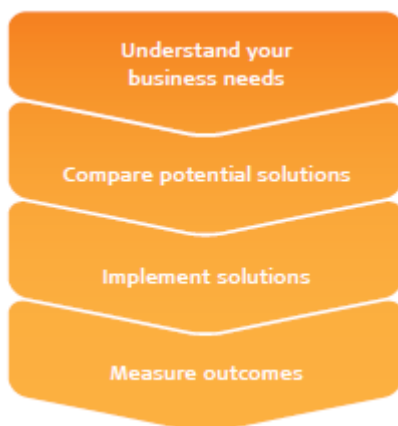 Understand your
business needs
Compare potential solutions
Implement solutions
Measure outcomes